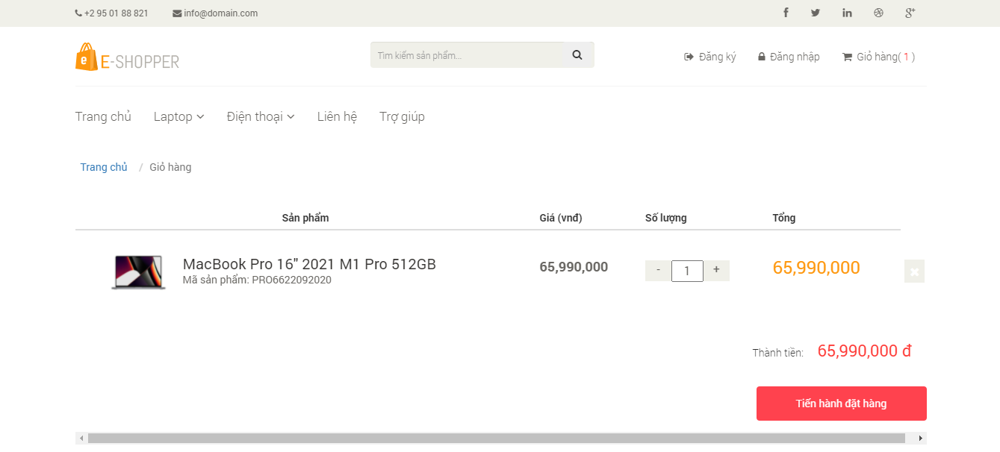 +2 95 01 88 821 info@domain.com
E-SHOPPER
Tìm kiếm sản phẩm...
Đăng ký Đăng nhập Giỏ hàng( 1 )
Trang chủ Laptop Điện thoại Liên hệ Trợ giúp
Trang chủ / Giỏ hàng
Sản phẩm Giá (vnđ) Số lượng Tổng
MacBook Pro 16" 2021 M1 Pro 512GB
Mã sản phẩm: PRO6622092020
65,990,000 - 1 + 65,990,000
Thành tiền: 65,990,000 đ
Tiến hành đặt hàng